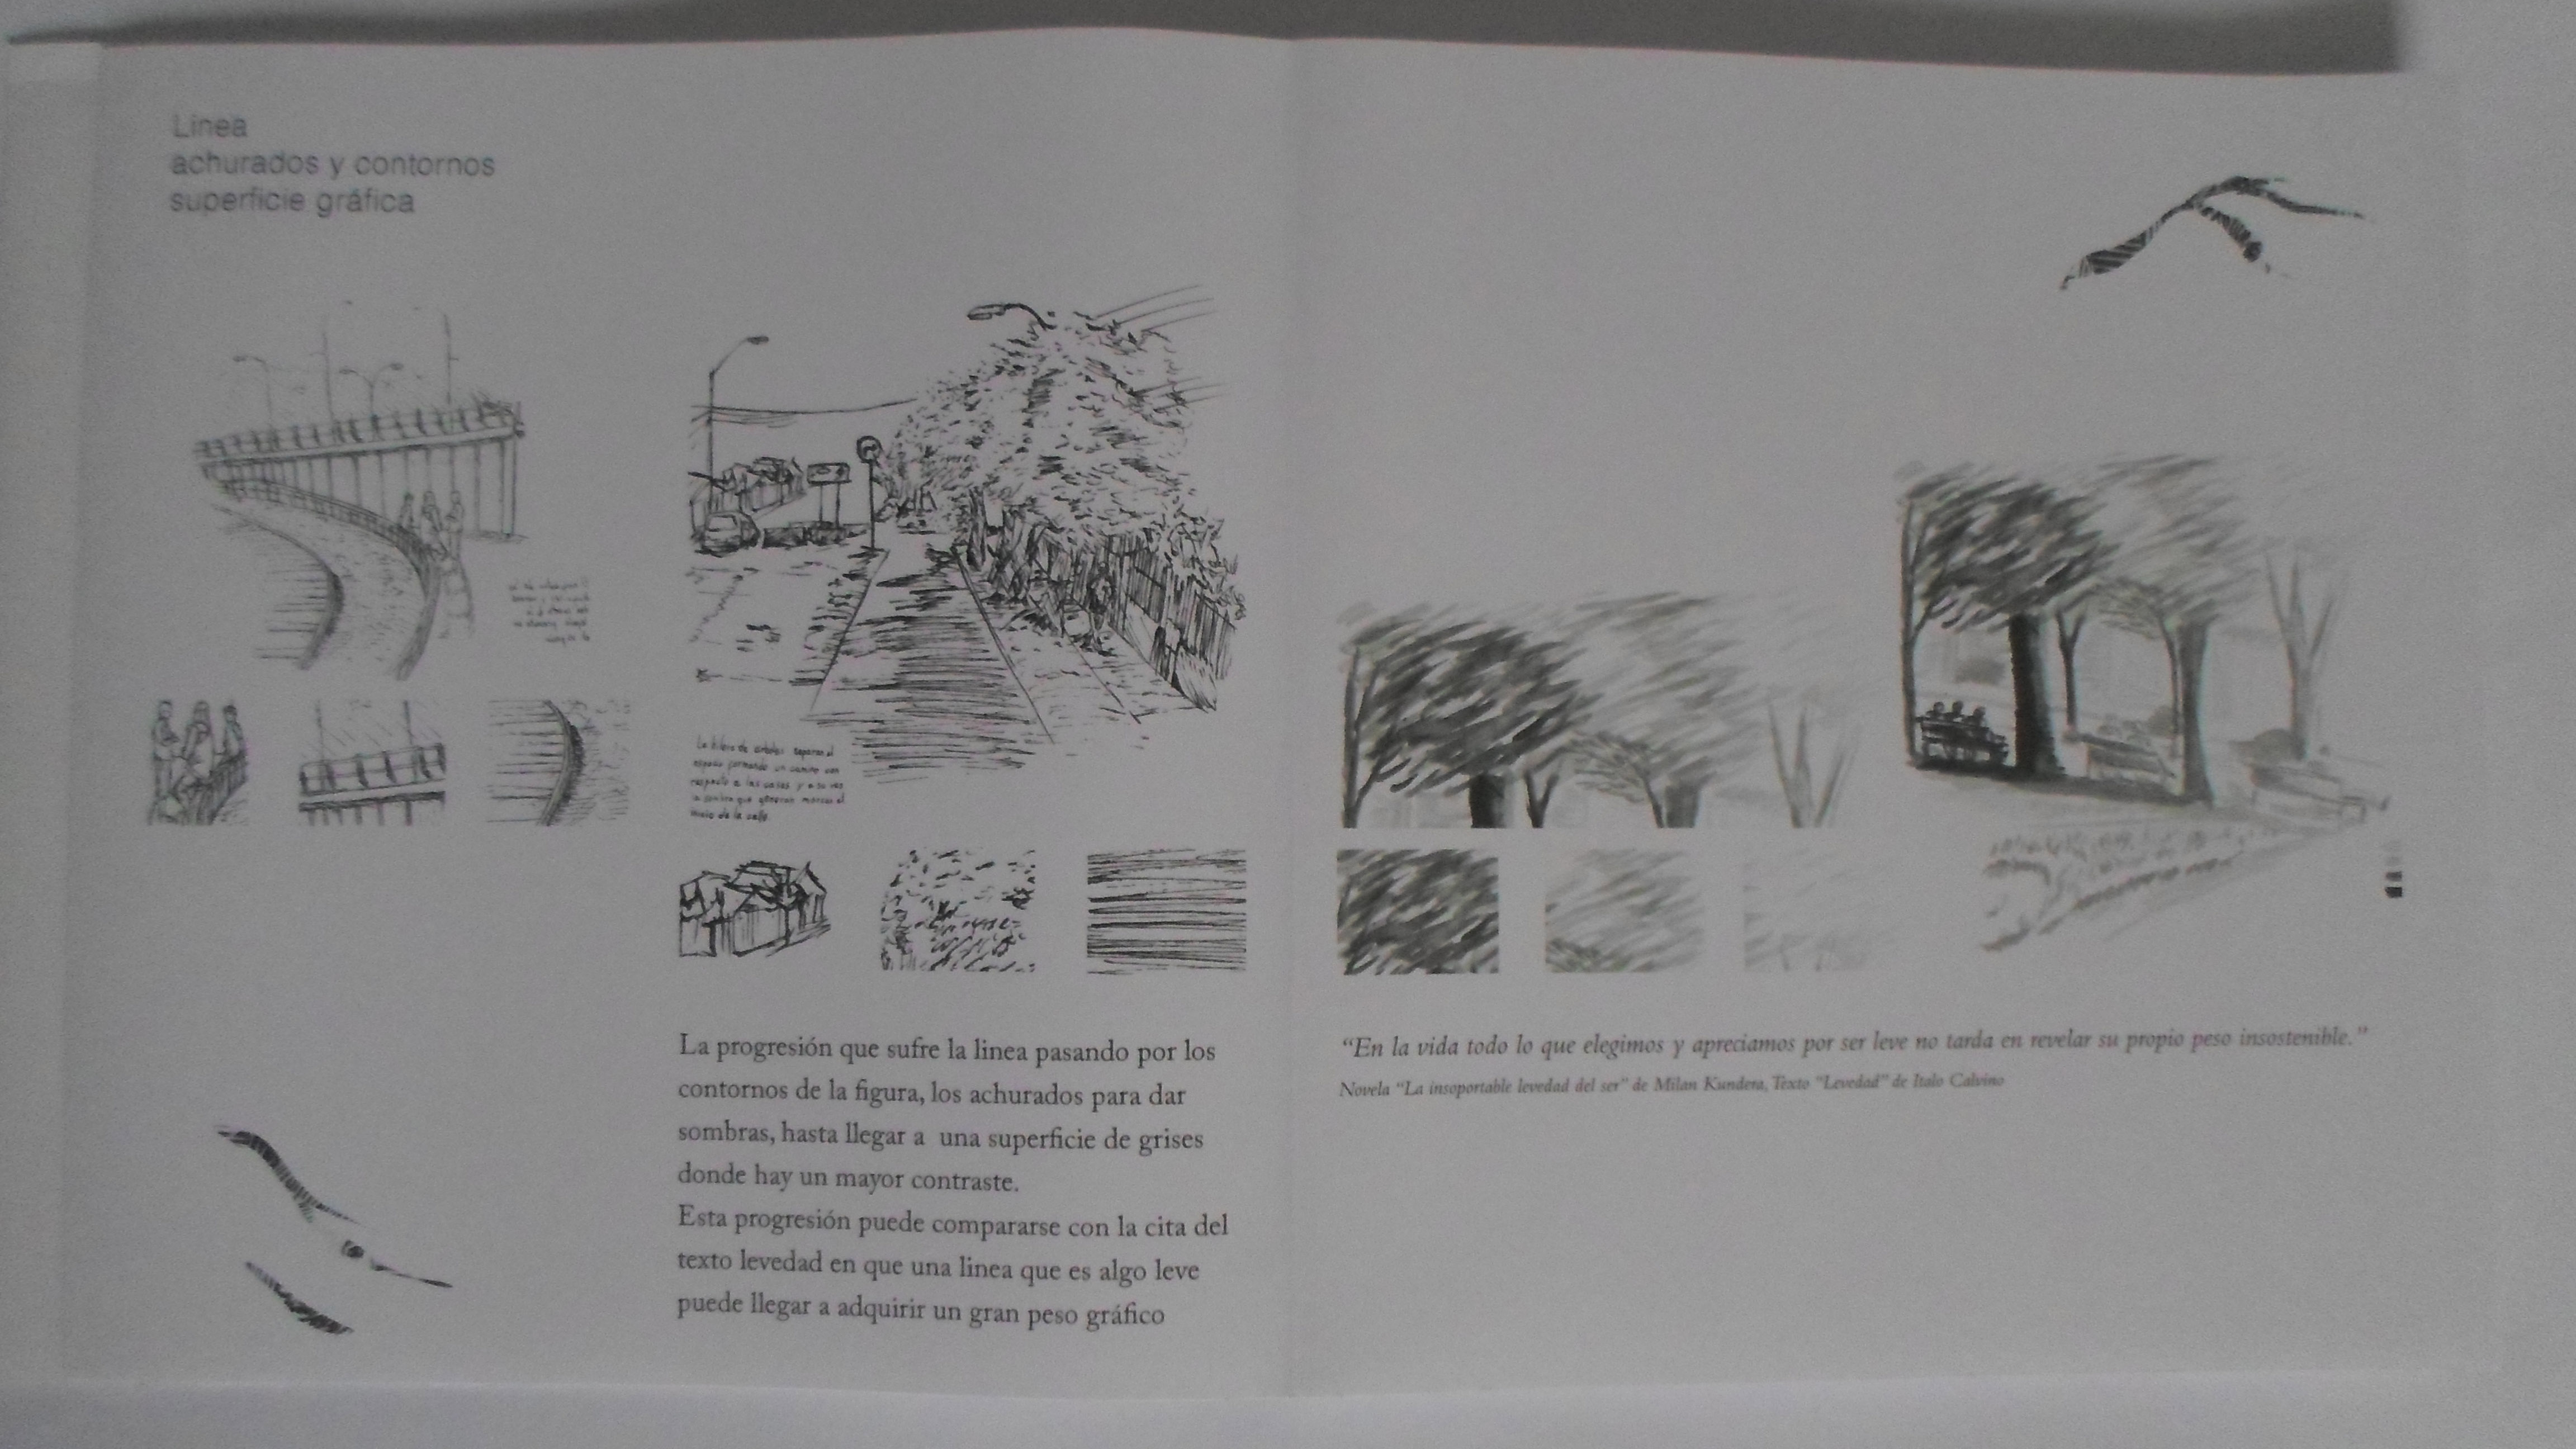 Linea
achurados y contornos
superficie gráfica
La hilera de arboles separan el
espacio formando un camino con
respecto a las casas y a su vez
la sombra que generan marcan el
inicio de la calle
La progresión que sufre la linea pasando por los
contornos de la figura, los achurados para dar
sombras, hasta llegar a una superficie de grises
donde hay un mayor contraste.
Esta progresión puede compararse con la cita del
texto levedad en que una linea que es algo leve
puede llegar a adquirir un gran peso gráfico
“En la vida todo lo que elegimos y apreciamos por ser leve no tarda en revelar su propio peso insostenible.”
Novela “La insoportable levedad del ser” de Milan Kundera, Texto “Levedad” de Italo Calvino